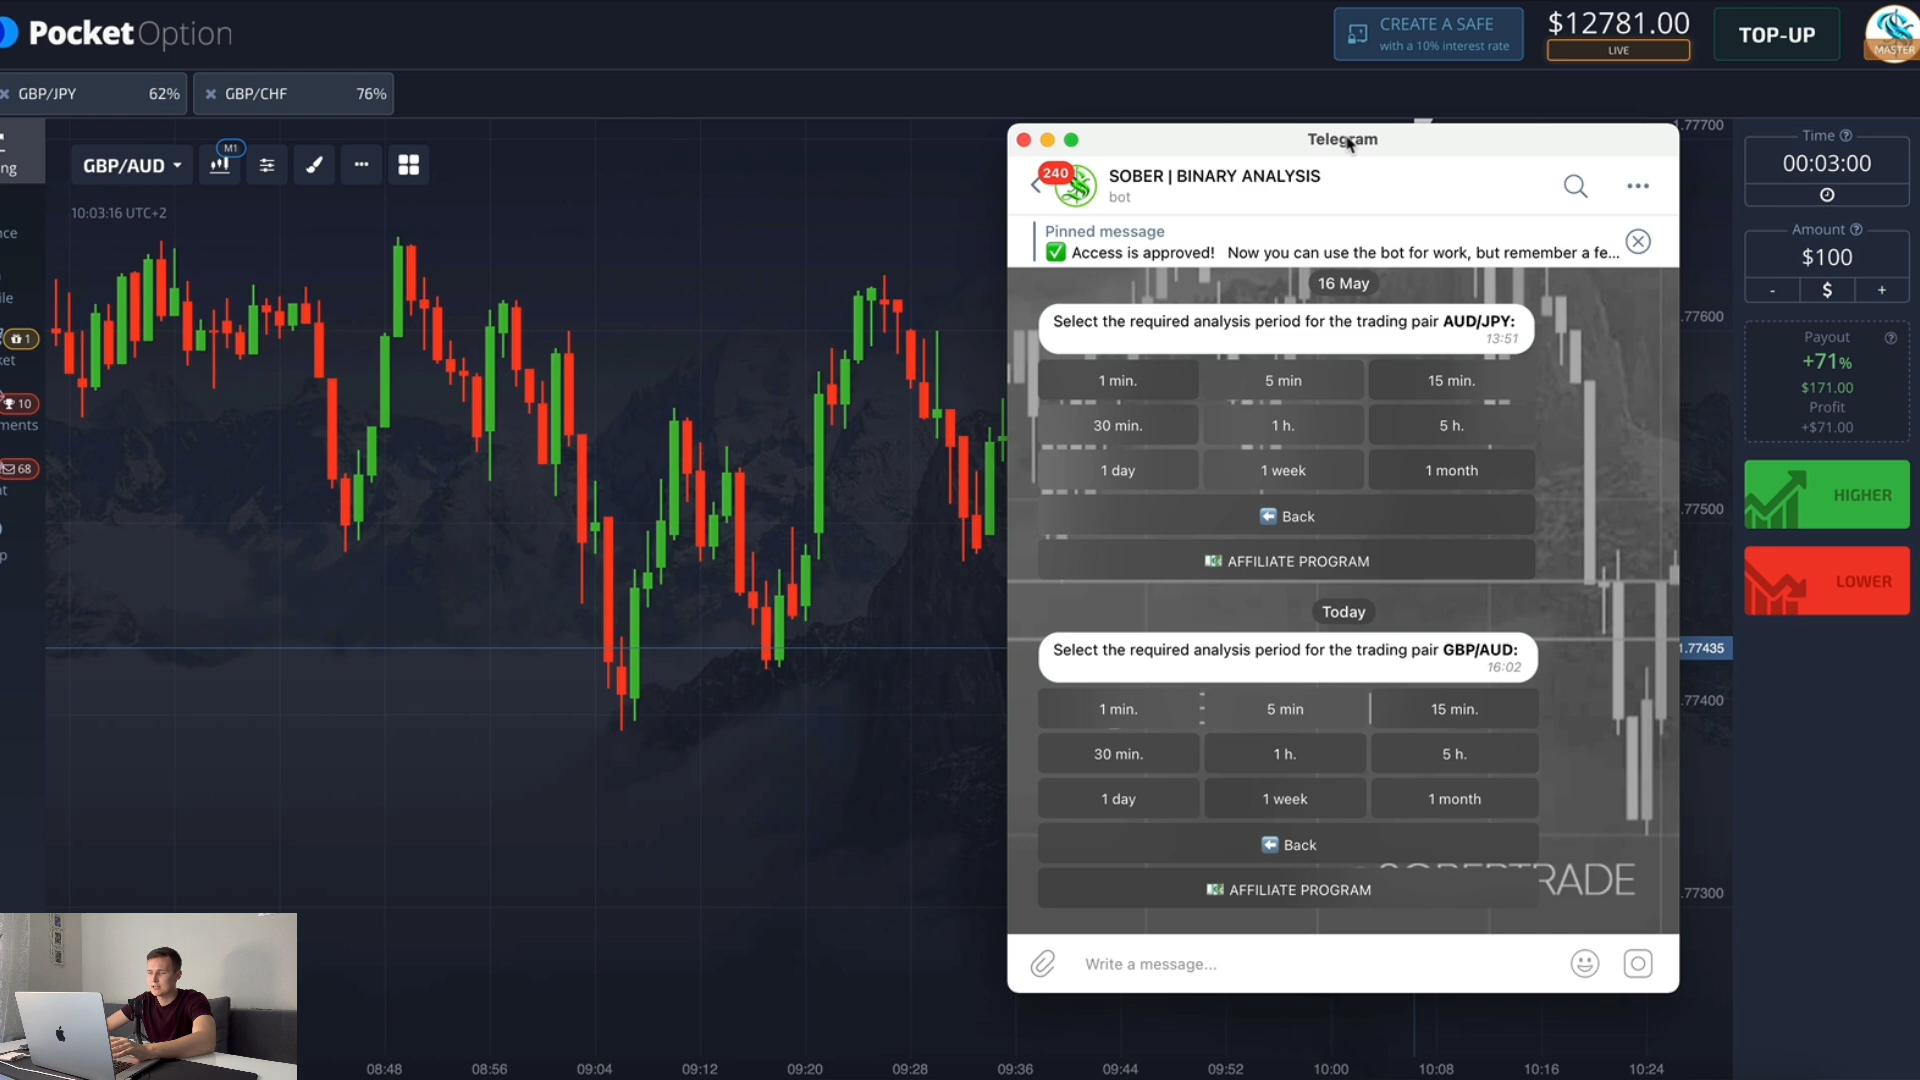 PocketOption
CREATE A SAFE
with a 10% interest rate
$12781.00
LIVE
TOP-UP
MASTER
GBP/JPY 62%
GBP/CHF 76%
GBP/AUD
M1
10:03:16 UTC+2
1
10
68
Telegram
240
SOBER | BINARY ANALYSIS
bot
Pinned message
✅ Access is approved! Now you can use the bot for work, but remember a fe...
16 May
Select the required analysis period for the trading pair AUD/JPY:
13:51
1 min. 5 min 15 min.
30 min. 1 h. 5 h.
1 day 1 week 1 month
⬅️ Back
💵 AFFILIATE PROGRAM
Today
Select the required analysis period for the trading pair GBP/AUD:
16:02
1 min. 5 min 15 min.
30 min. 1 h. 5 h.
1 day 1 week 1 month
⬅️ Back
💵 AFFILIATE PROGRAM
RADE
Write a message...
1.77700
.77600
.77500
1.77435
.77400
.77300
Time
00:03:00
Amount
$100
- $ +
Payout
+71%
$171.00
Profit
+$71.00
HIGHER
LOWER
08:48 08:56 09:04 09:12 09:20 09:28 09:36 09:44 09:52 10:00 10:08 10:16 10:24